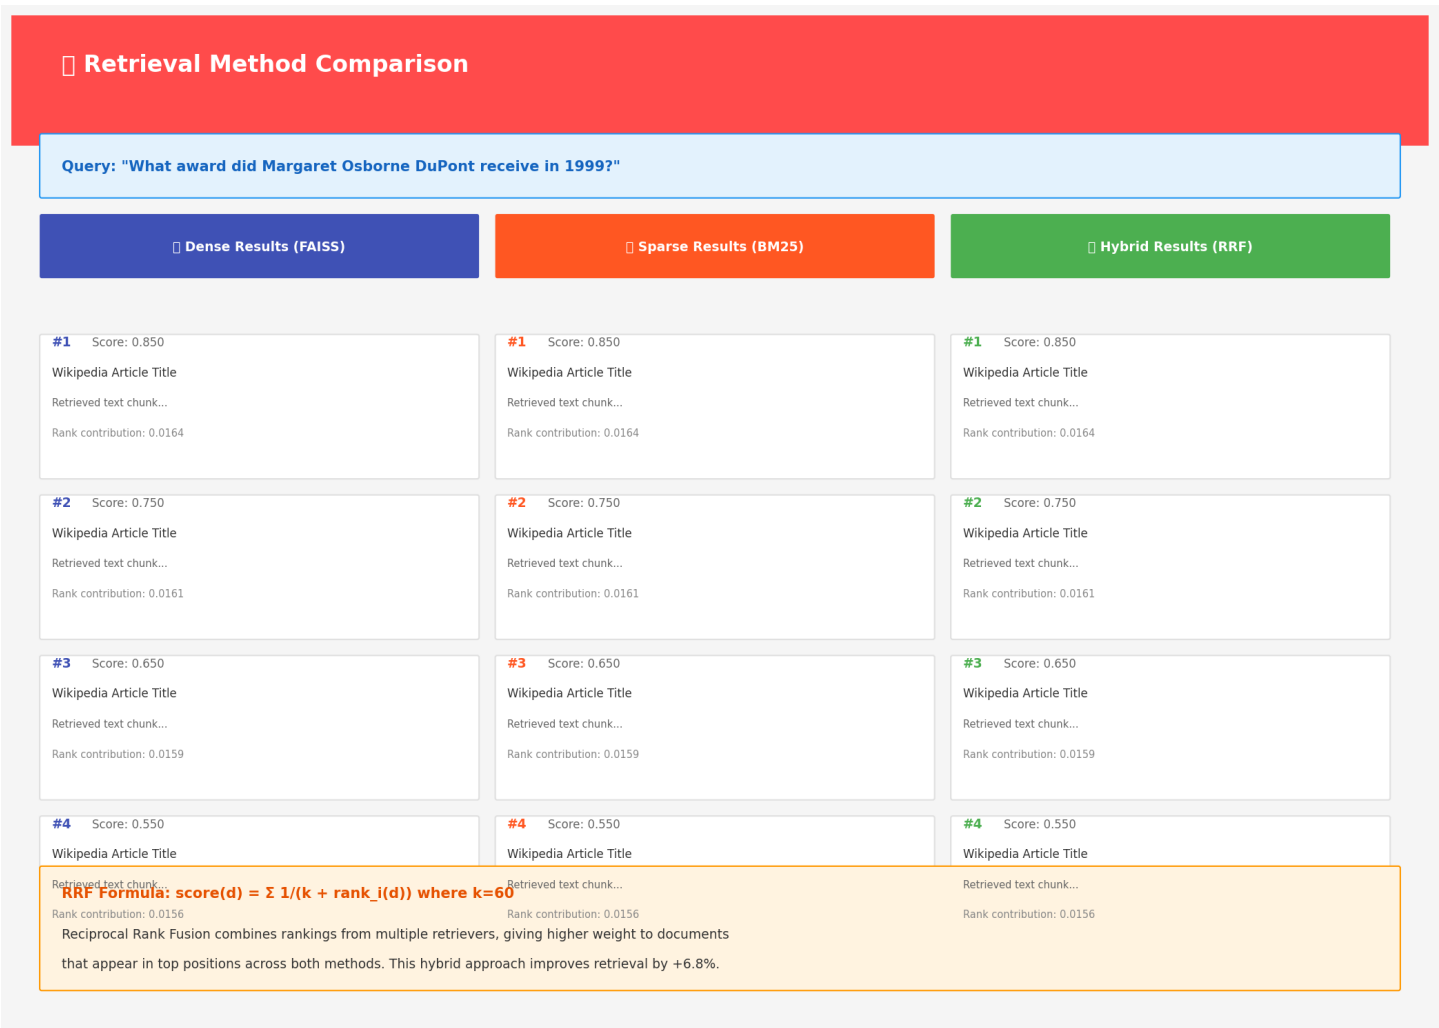 Retrieval Method Comparison
Query: "What award did Margaret Osborne DuPont receive in 1999?"
Dense Results (FAISS)
Sparse Results (BM25)
Hybrid Results (RRF)
#1 Score: 0.850
Wikipedia Article Title
Retrieved text chunk...
Rank contribution: 0.0164
#1 Score: 0.850
Wikipedia Article Title
Retrieved text chunk...
Rank contribution: 0.0164
#1 Score: 0.850
Wikipedia Article Title
Retrieved text chunk...
Rank contribution: 0.0164
#2 Score: 0.750
Wikipedia Article Title
Retrieved text chunk...
Rank contribution: 0.0161
#2 Score: 0.750
Wikipedia Article Title
Retrieved text chunk...
Rank contribution: 0.0161
#2 Score: 0.750
Wikipedia Article Title
Retrieved text chunk...
Rank contribution: 0.0161
#3 Score: 0.650
Wikipedia Article Title
Retrieved text chunk...
Rank contribution: 0.0159
#3 Score: 0.650
Wikipedia Article Title
Retrieved text chunk...
Rank contribution: 0.0159
#3 Score: 0.650
Wikipedia Article Title
Retrieved text chunk...
Rank contribution: 0.0159
#4 Score: 0.550
Wikipedia Article Title
Retrieved text chunk...
Rank contribution: 0.0156
#4 Score: 0.550
Wikipedia Article Title
Retrieved text chunk...
Rank contribution: 0.0156
#4 Score: 0.550
Wikipedia Article Title
Retrieved text chunk...
Rank contribution: 0.0156
RRF Formula: score(d) = Σ 1/(k + rank_i(d)) where k=60
Reciprocal Rank Fusion combines rankings from multiple retrievers, giving higher weight to documents
that appear in top positions across both methods. This hybrid approach improves retrieval by +6.8%.